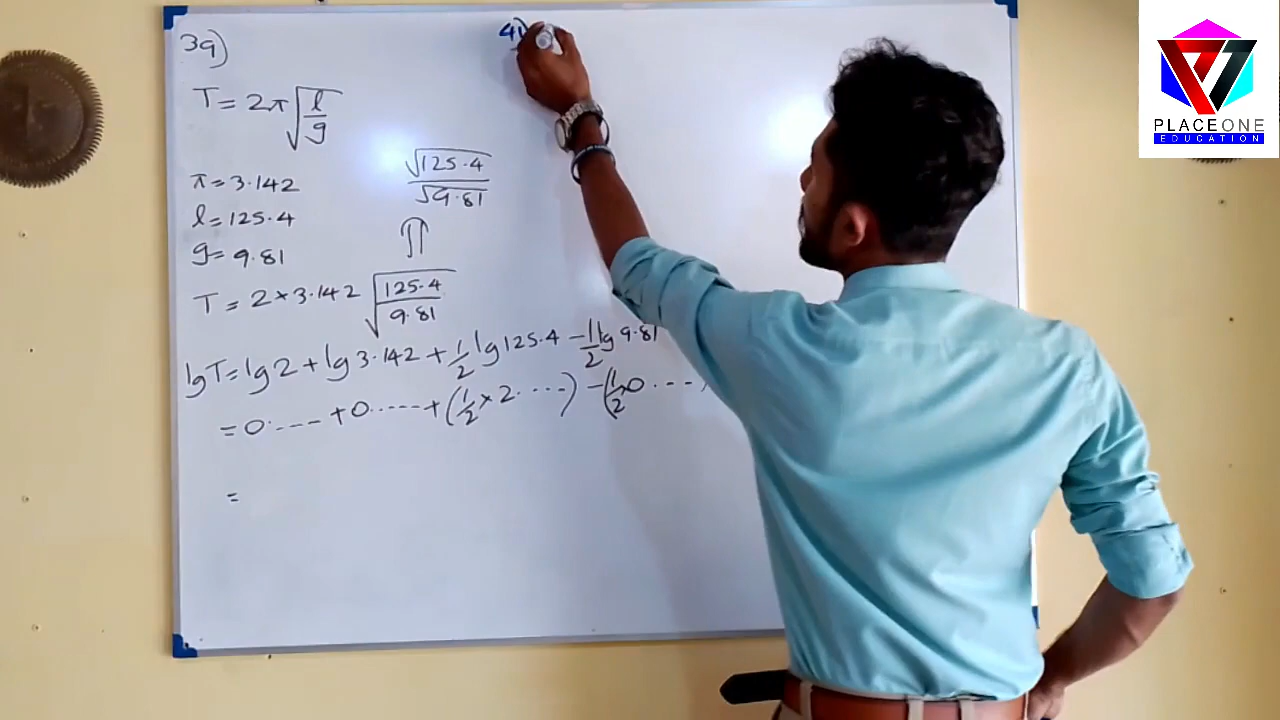 39)
T = 2π√(l/g)
π = 3.142
l = 125.4
g = 9.81
√125.4 / √9.81
⇑
T = 2 × 3.142 √(125.4/9.81)
lg T = lg 2 + lg 3.142 + 1/2 lg 125.4 - 1/2 lg 9.81
= 0.---- + 0.----- + (1/2 × 2.----) - (1/2 × 0.---
=
41)
PLACE ONE
EDUCATION